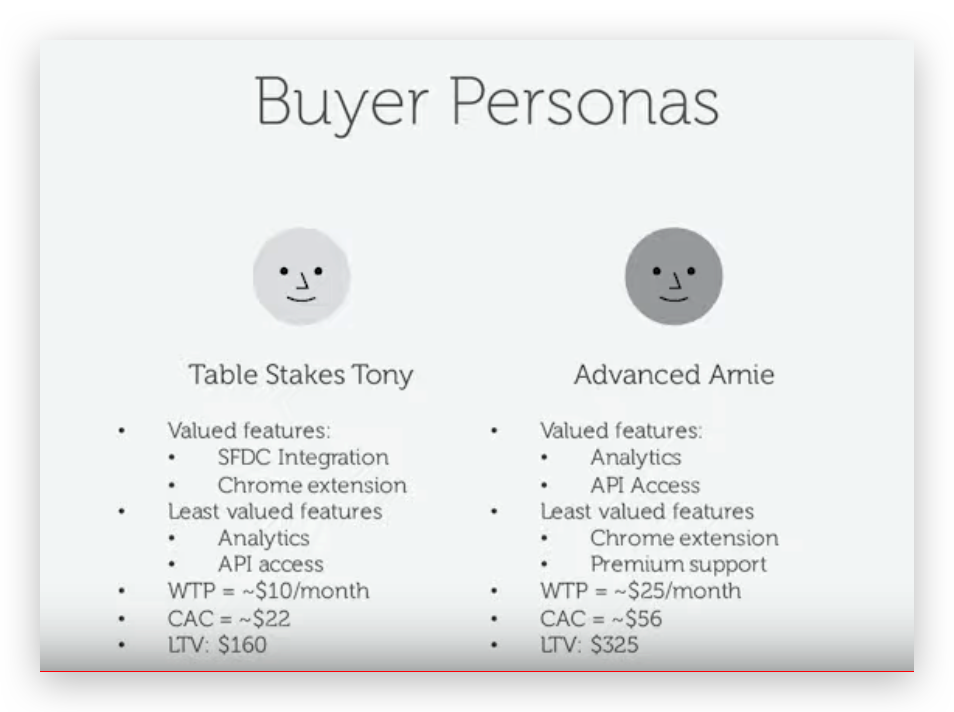 Buyer Personas
Table Stakes Tony
• Valued features:
• SFDC Integration
• Chrome extension
• Least valued features
• Analytics
• API access
• WTP = ~$10/month
• CAC = ~$22
• LTV: $160
Advanced Arnie
• Valued features:
• Analytics
• API Access
• Least valued features
• Chrome extension
• Premium support
• WTP = ~$25/month
• CAC = ~$56
• LTV: $325